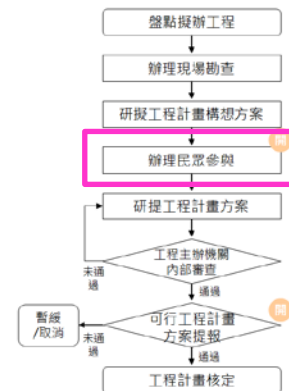 盤點擬辦工程
辦理現場勘查
研擬工程計畫構想方案
開
辦理民眾參與
研提工程計畫方案
工程主辦機關
內部審查
未通
過
通過
開
暫緩
/取消
可行工程計畫
方案提報
未通
過
通過
工程計畫核定